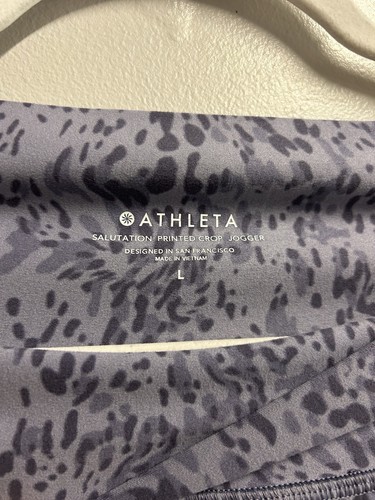 ATHLETA
SALUTATION PRINTED CROP JOGGER
DESIGNED IN SAN FRANCISCO
MADE IN VIETNAM
L